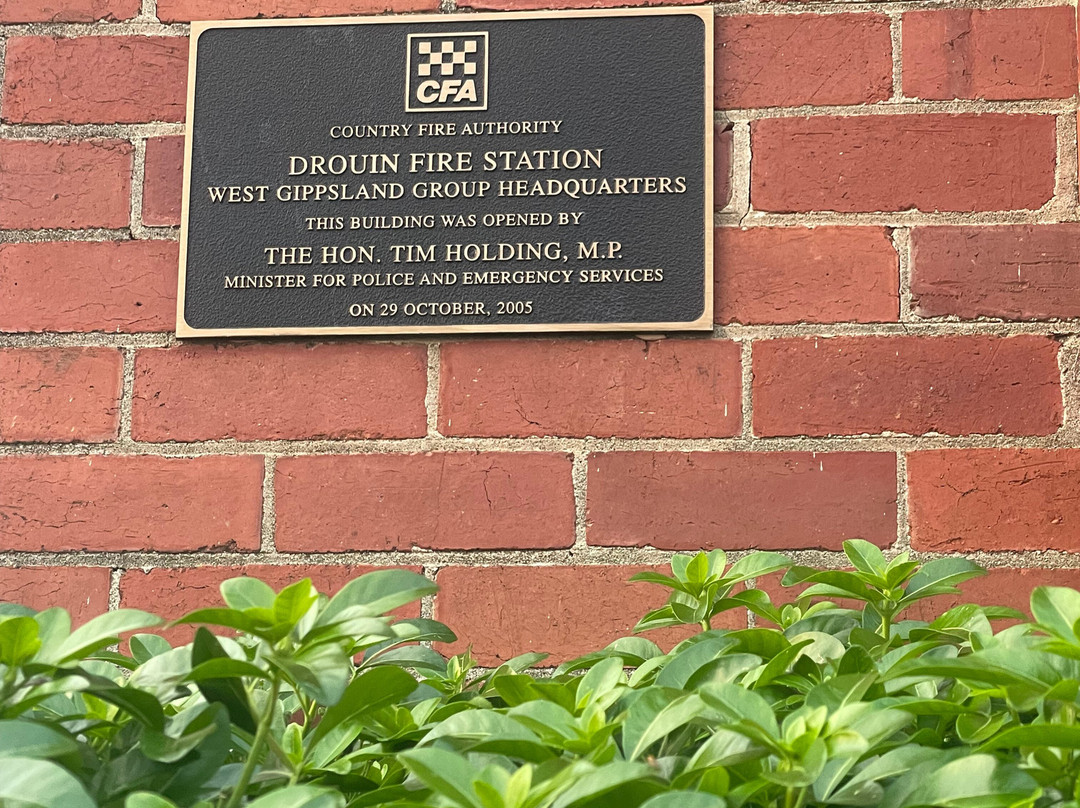 CFA
COUNTRY FIRE AUTHORITY
DROUIN FIRE STATION
WEST GIPPSLAND GROUP HEADQUARTERS
THIS BUILDING WAS OPENED BY
THE HON. TIM HOLDING, M.P.
MINISTER FOR POLICE AND EMERGENCY SERVICES
ON 29 OCTOBER, 2005